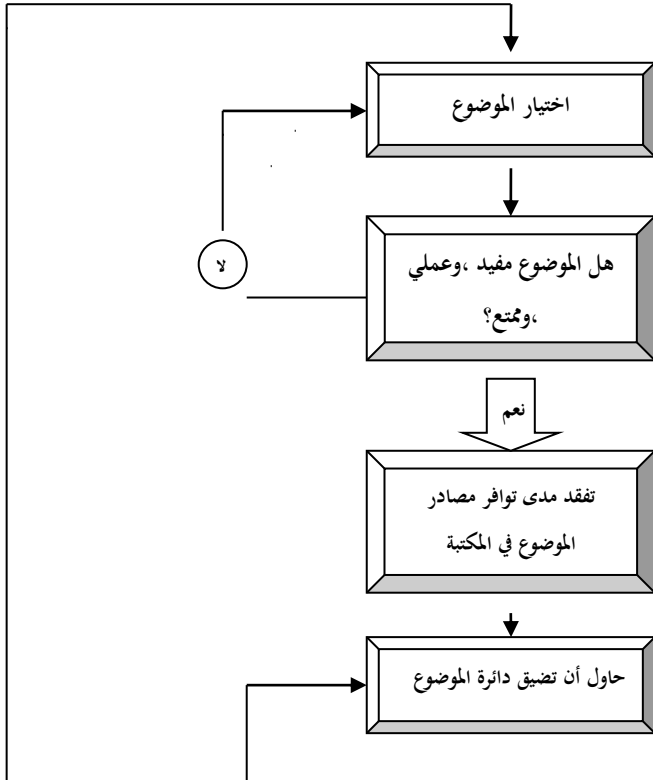 اختيار الموضوع
هل الموضوع مفيد ،وعملي
،وممتع؟
لا
نعم
تفقد مدى توافر مصادر
الموضوع في المكتبة
حاول أن تضيق دائرة الموضوع